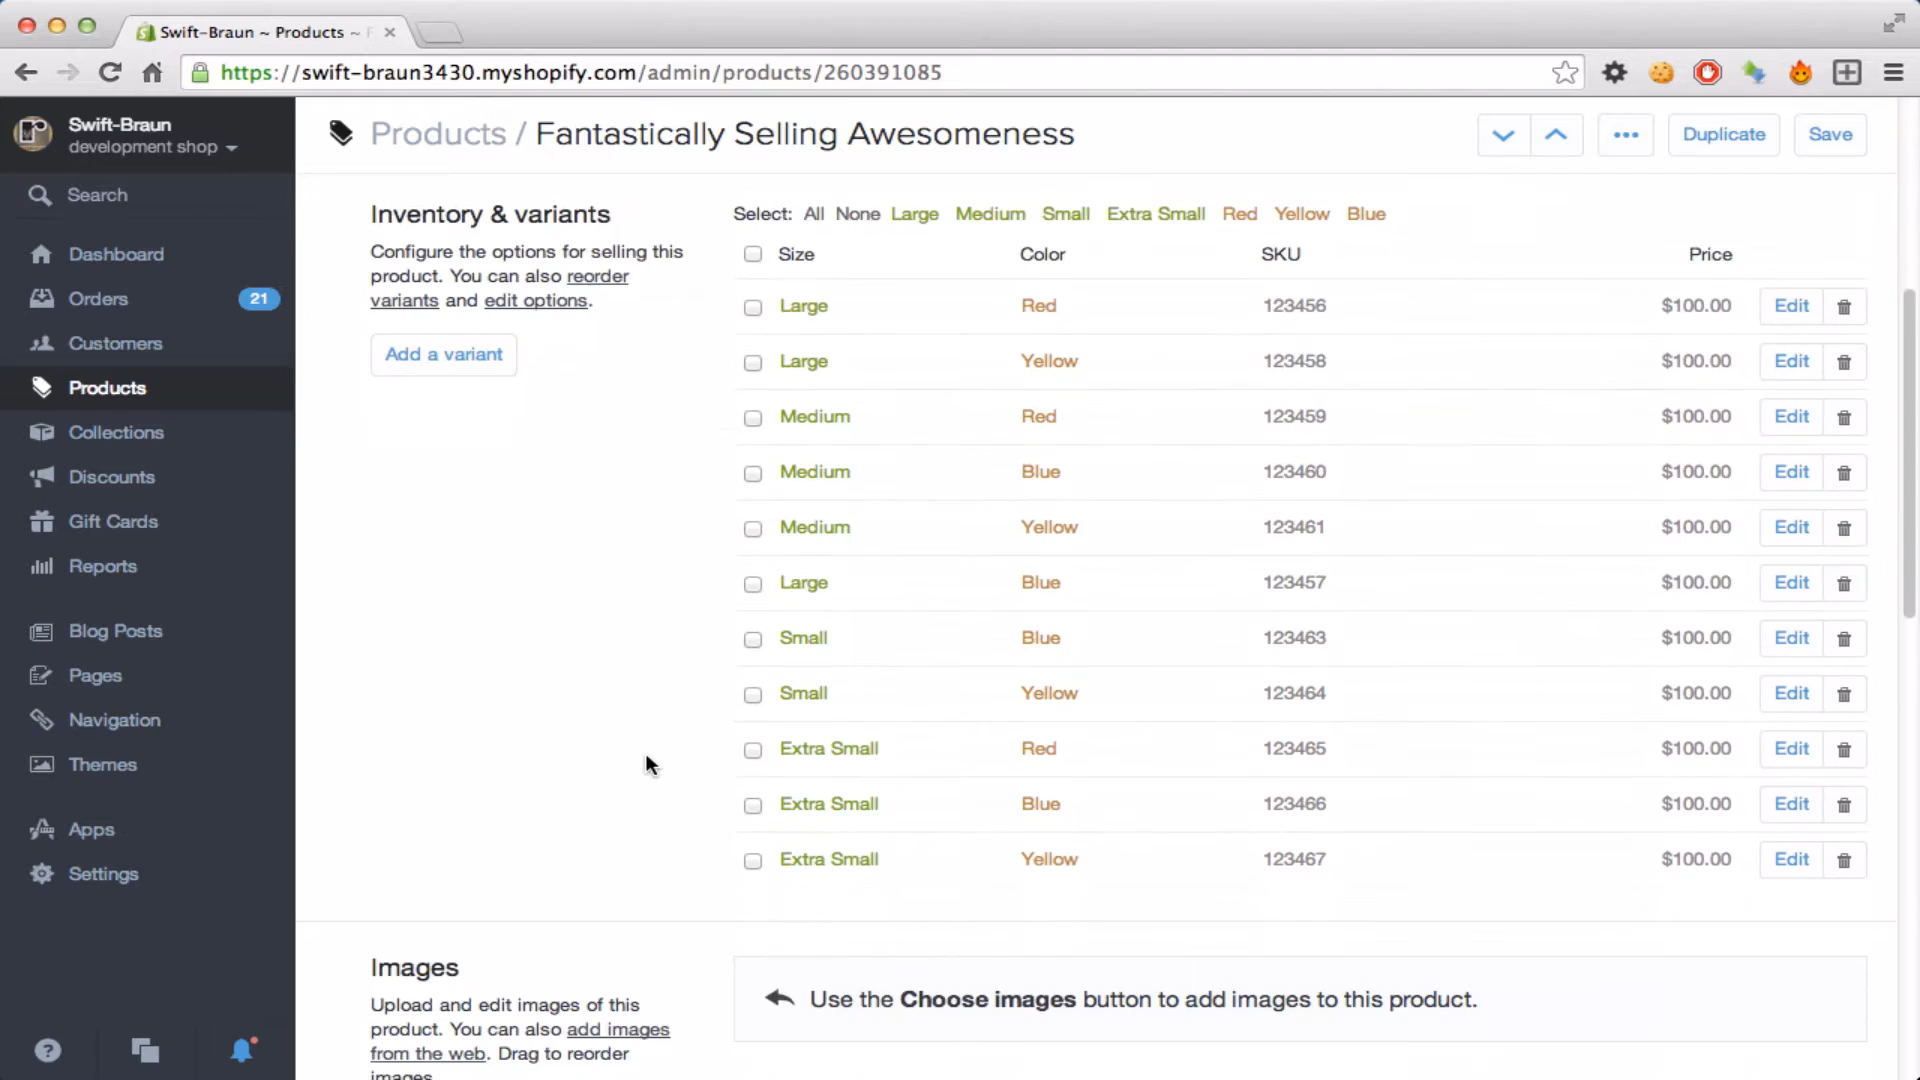 Swift-Braun ~ Products ~ F
https://swift-braun3430.myshopify.com/admin/products/260391085
Swift-Braun
development shop
Search
Dashboard
Orders 21
Customers
Products
Collections
Discounts
Gift Cards
Reports
Blog Posts
Pages
Navigation
Themes
Apps
Settings
?
Products / Fantastically Selling Awesomeness
••• Duplicate Save
Inventory & variants
Configure the options for selling this
product. You can also reorder
variants and edit options.
Add a variant
Select: All None Large Medium Small Extra Small Red Yellow Blue
Size Color SKU Price
Large Red 123456 $100.00 Edit
Large Yellow 123458 $100.00 Edit
Medium Red 123459 $100.00 Edit
Medium Blue 123460 $100.00 Edit
Medium Yellow 123461 $100.00 Edit
Large Blue 123457 $100.00 Edit
Small Blue 123463 $100.00 Edit
Small Yellow 123464 $100.00 Edit
Extra Small Red 123465 $100.00 Edit
Extra Small Blue 123466 $100.00 Edit
Extra Small Yellow 123467 $100.00 Edit
Images
Upload and edit images of this
product. You can also add images
from the web. Drag to reorder
images.
Use the Choose images button to add images to this product.